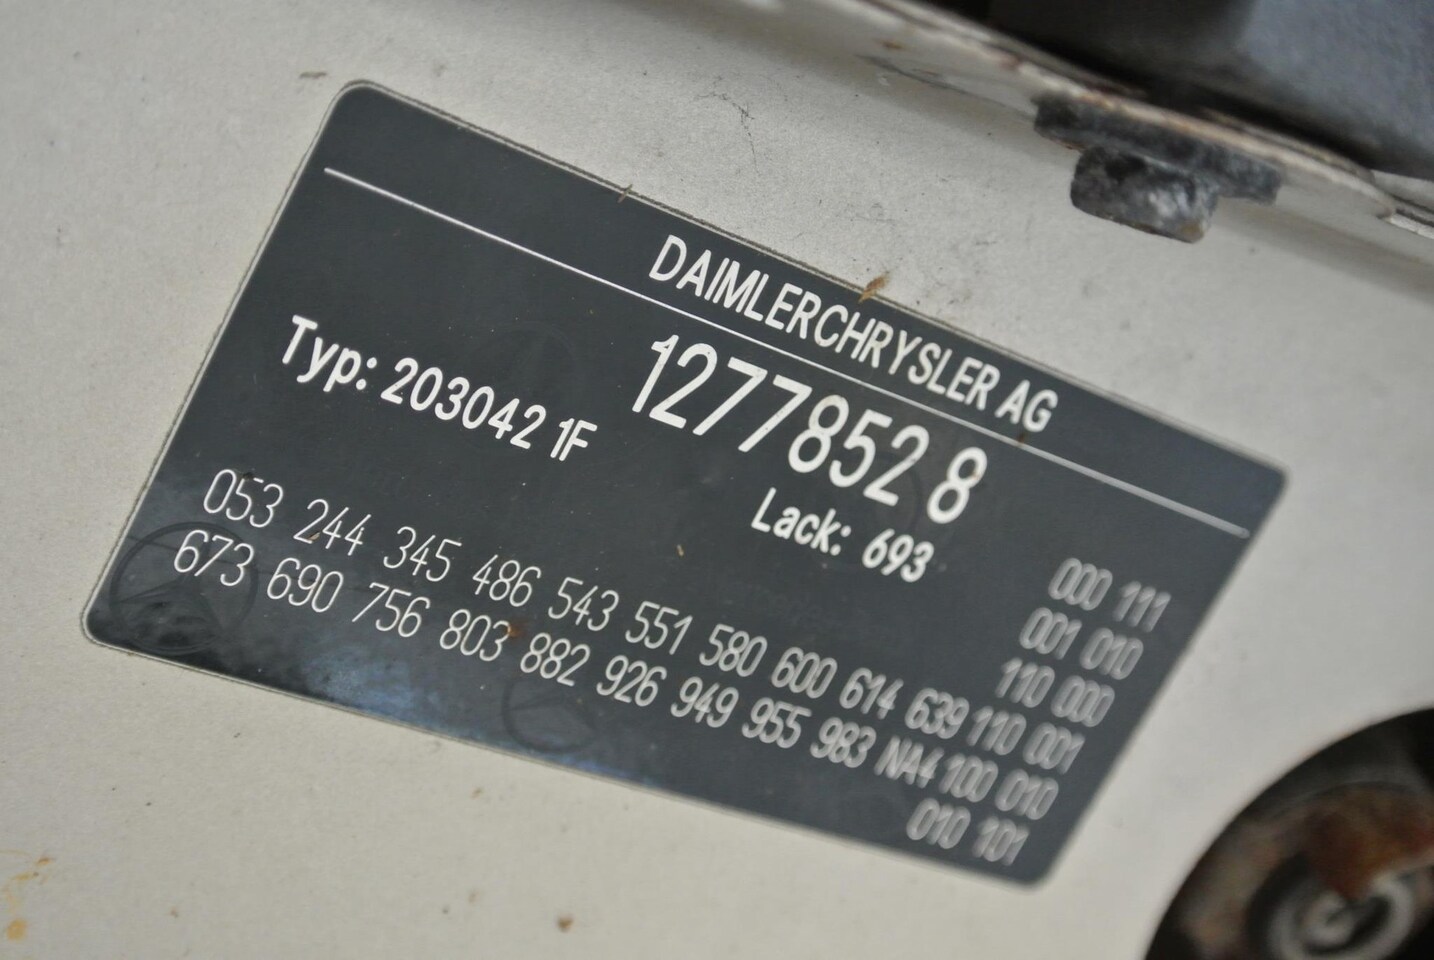 DAIMLERCHRYSLER AG
Typ: 203042 1F 1277852 8
Lack: 693
000 111
001 010
110 000
053 244 345 486 543 551 580 600 614 639 110 001
673 690 756 803 882 926 949 955 983 NA4 100 010
010 101